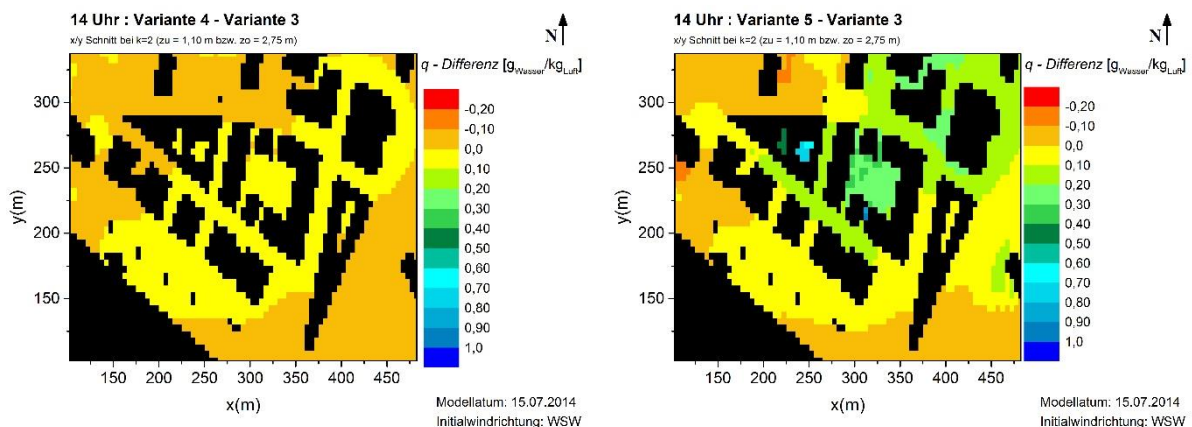 14 Uhr : Variante 4 - Variante 3
x/y Schnitt bei k=2 (zu = 1,10 m bzw. zo = 2,75 m)
N
q - Differenz [gWasser/kgLuft]
-0,20
-0,10
0,0
0,10
0,20
0,30
0,40
0,50
0,60
0,70
0,80
0,90
1,0
y(m)
300
250
200
150
150 200 250 300 350 400 450
x(m)
Modellatum: 15.07.2014
Initialwindrichtung: WSW
14 Uhr : Variante 5 - Variante 3
x/y Schnitt bei k=2 (zu = 1,10 m bzw. zo = 2,75 m)
N
q - Differenz [gWasser/kgLuft]
-0,20
-0,10
0,0
0,10
0,20
0,30
0,40
0,50
0,60
0,70
0,80
0,90
1,0
y(m)
300
250
200
150
150 200 250 300 350 400 450
x(m)
Modellatum: 15.07.2014
Initialwindrichtung: WSW